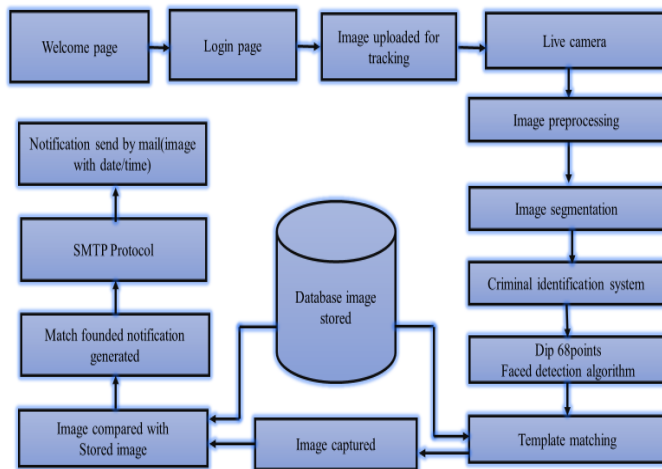 Welcome page
Login page
Image uploaded for
tracking
Live camera
Image preprocessing
Image segmentation
Criminal identification system
Dip 68points
Faced detection algorithm
Template matching
Image captured
Database image
stored
Image compared with
Stored image
Match founded notification
generated
SMTP Protocol
Notification send by mail(image
with date/time)